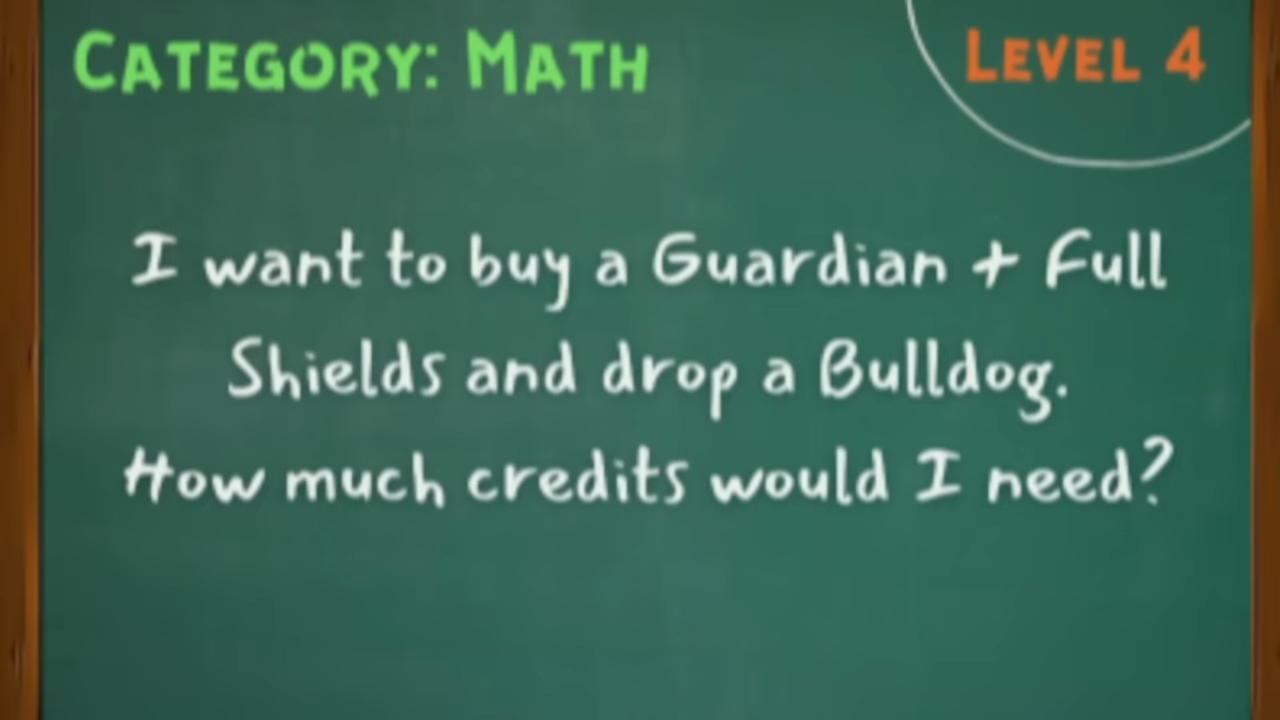 Category: Math
Level 4
I want to buy a Guardian + Full
Shields and drop a Bulldog.
How much credits would I need?